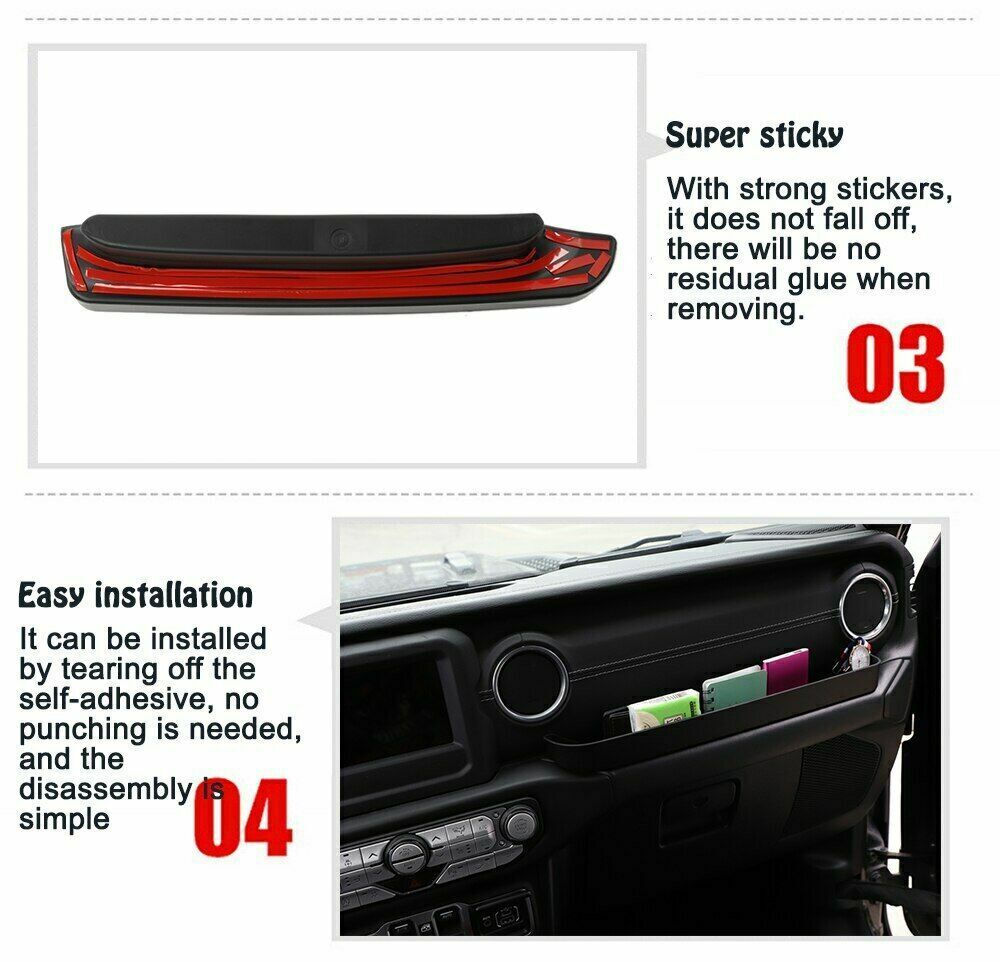 Super sticky
With strong stickers,
it does not fall off,
there will be no
residual glue when
removing.
03
Easy installation
It can be installed
by tearing off the
self-adhesive, no
punching is needed,
and the
disassembly is
simple
04